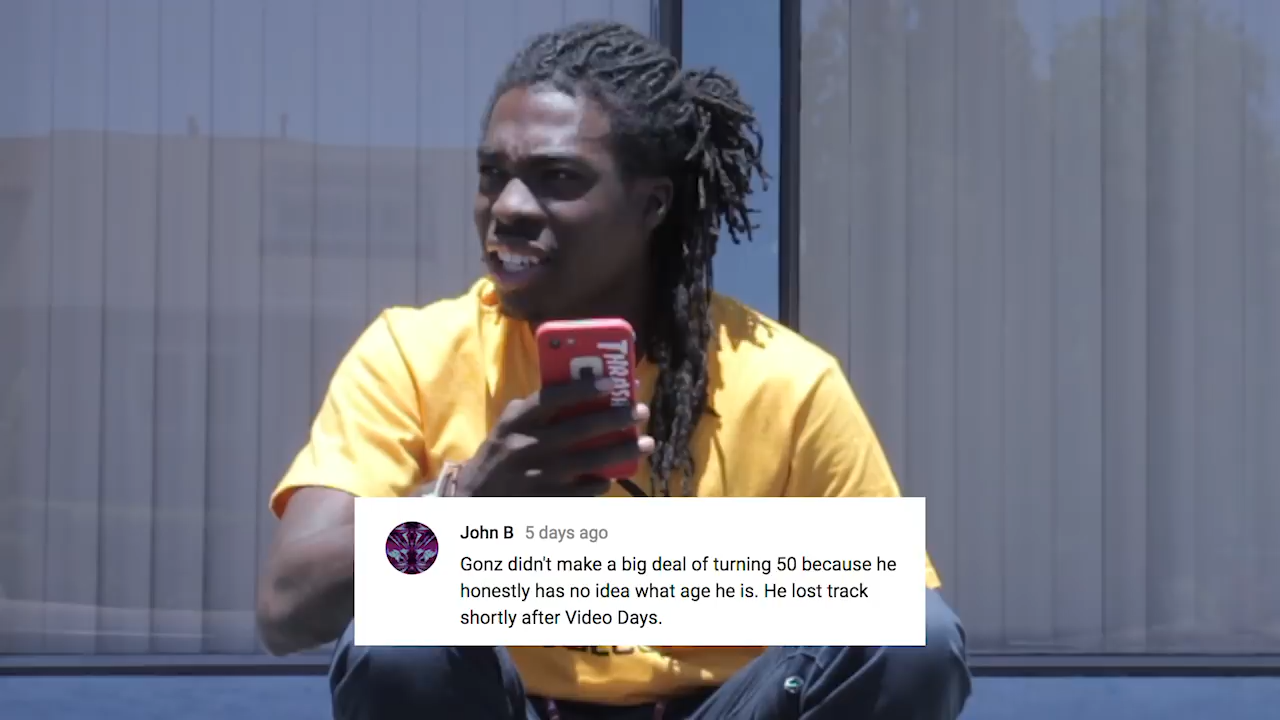 THRASH
John B 5 days ago
Gonz didn't make a big deal of turning 50 because he
honestly has no idea what age he is. He lost track
shortly after Video Days.